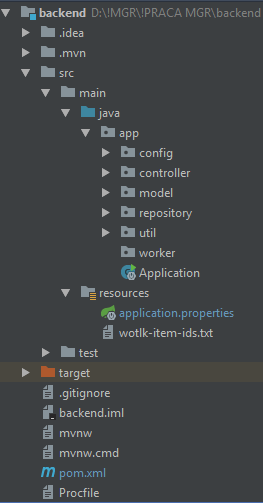 backend D:\!MGR\!PRACA MGR\backend
.idea
.mvn
src
main
java
app
config
controller
model
repository
util
worker
Application
resources
application.properties
wotlk-item-ids.txt
test
target
.gitignore
backend.iml
mvnw
mvnw.cmd
pom.xml
Procfile